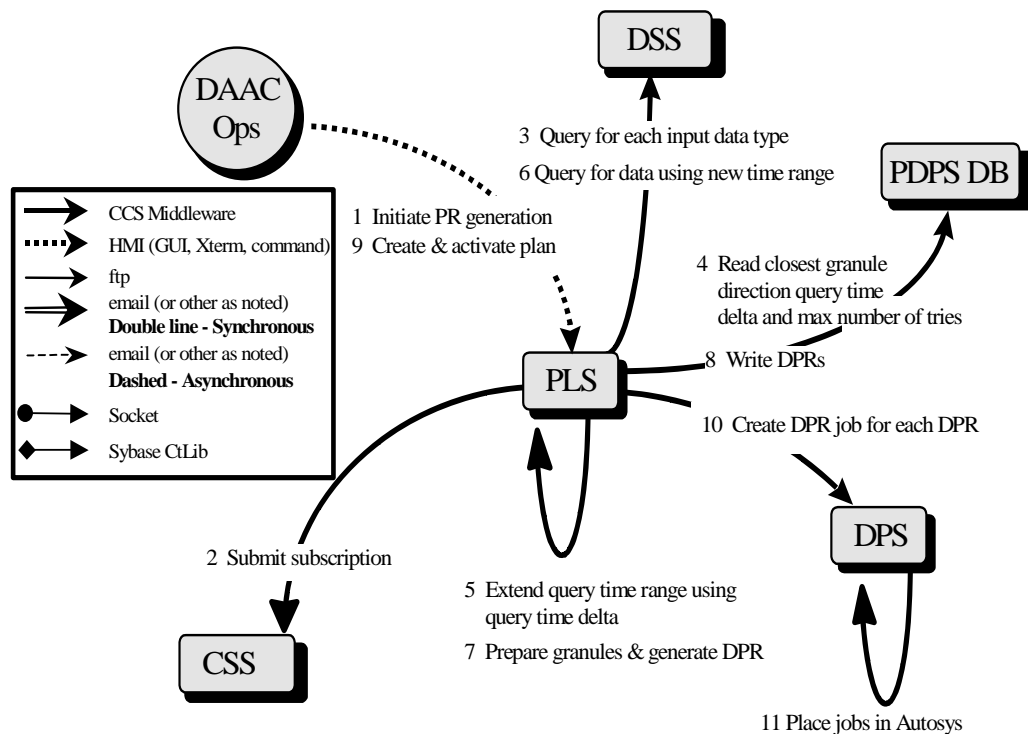 DSS
DAAC
Ops
3 Query for each input data type
6 Query for data using new time range
PDPS DB
CCS Middleware
HMI (GUI, Xterm, command)
ftp
email (or other as noted)
Double line - Synchronous
email (or other as noted)
Dashed - Asynchronous
Socket
Sybase CtLib
1 Initiate PR generation
9 Create & activate plan
4 Read closest granule
direction query time
delta and max number of tries
8 Write DPRs
PLS
10 Create DPR job for each DPR
2 Submit subscription
DPS
5 Extend query time range using
query time delta
7 Prepare granules & generate DPR
CSS
11 Place jobs in Autosys